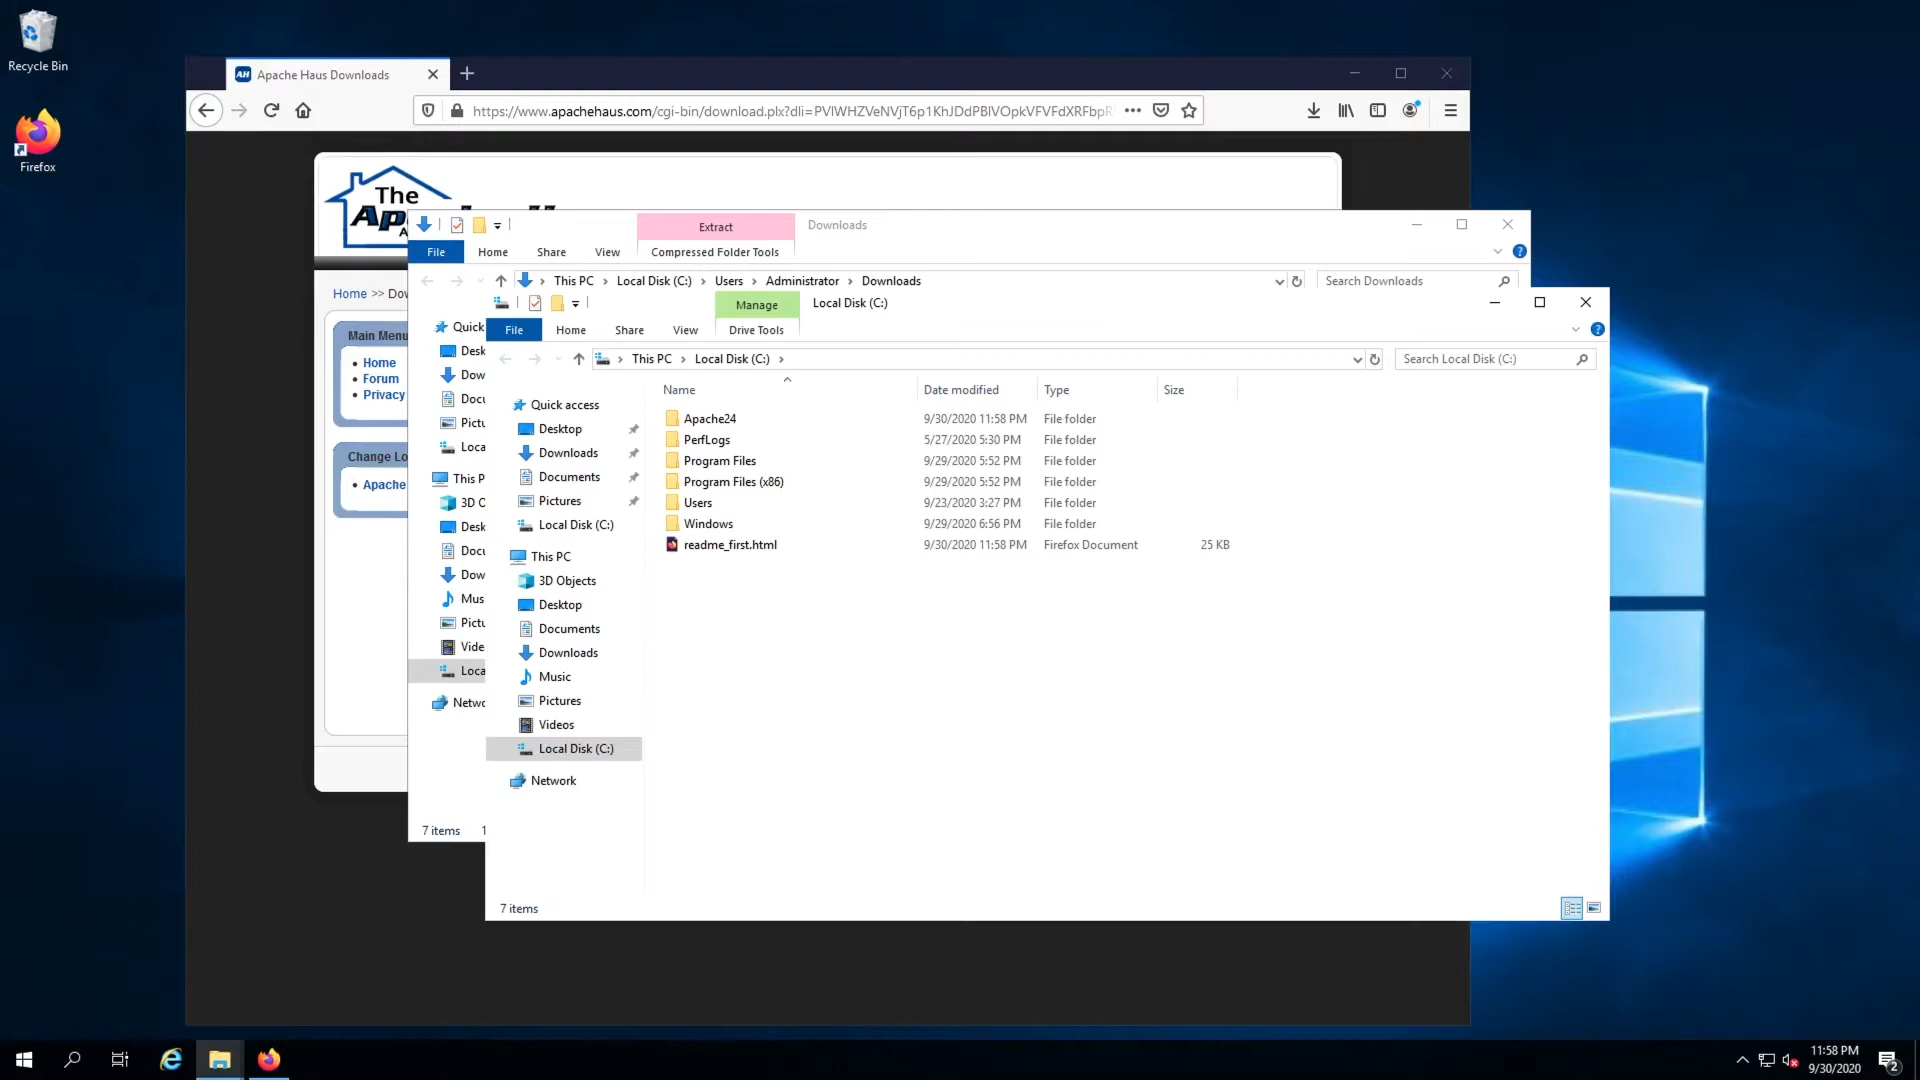 Recycle Bin
Firefox
Apache Haus Downloads
https://www.apachehaus.com/cgi-bin/download.plx?dli=PVlWHZVeNVjT6p1KhJDdPBlVOpkVFVFdXRFbpR
The
Home >> Dow
Main Menu
Home
Forum
Privacy
Change Lo
Apache
Extract
Downloads
File
Home
Share
View
Compressed Folder Tools
This PC > Local Disk (C:) > Users > Administrator > Downloads
Search Downloads
Quick
Desk
Dow
Docu
Pictu
Loca
This P
3D O
Desk
Docu
Dow
Mus
Pictu
Vide
Loca
Netwo
7 items
1
Manage
Local Disk (C:)
File
Home
Share
View
Drive Tools
This PC > Local Disk (C:) >
Search Local Disk (C:)
Quick access
Desktop
Downloads
Documents
Pictures
Local Disk (C:)
This PC
3D Objects
Desktop
Documents
Downloads
Music
Pictures
Videos
Local Disk (C:)
Network
Name Date modified Type Size
Apache24 9/30/2020 11:58 PM File folder
PerfLogs 5/27/2020 5:30 PM File folder
Program Files 9/29/2020 5:52 PM File folder
Program Files (x86) 9/29/2020 5:52 PM File folder
Users 9/23/2020 3:27 PM File folder
Windows 9/29/2020 6:56 PM File folder
readme_first.html 9/30/2020 11:58 PM Firefox Document 25 KB
7 items
11:58 PM
9/30/2020
2